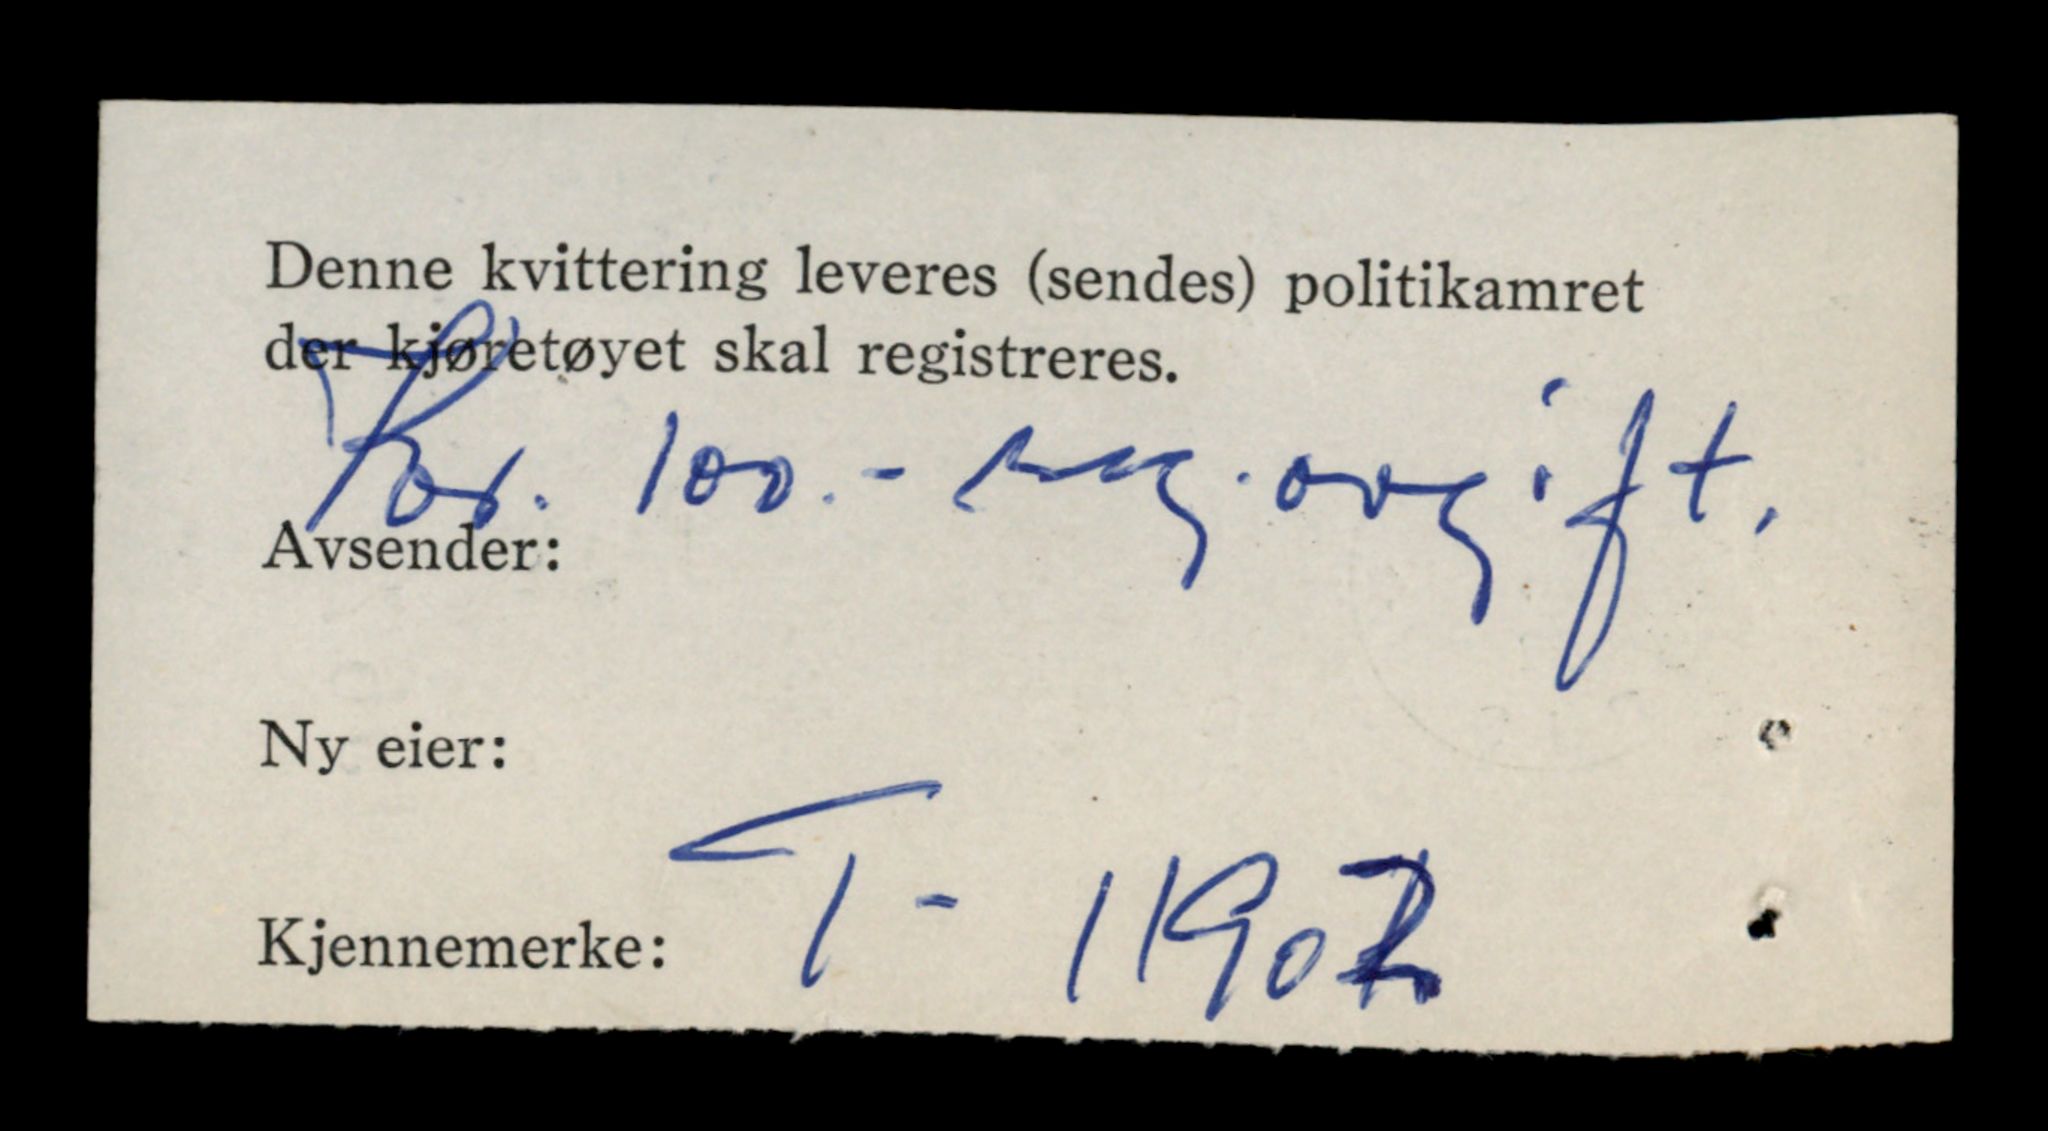 Denne kvittering leveres (sendes) politikamret
der kjøretøyet skal registreres.
Kr. 100.- reg.avgift.
Avsender:
Ny eier:
Kjennemerke: T- 11902